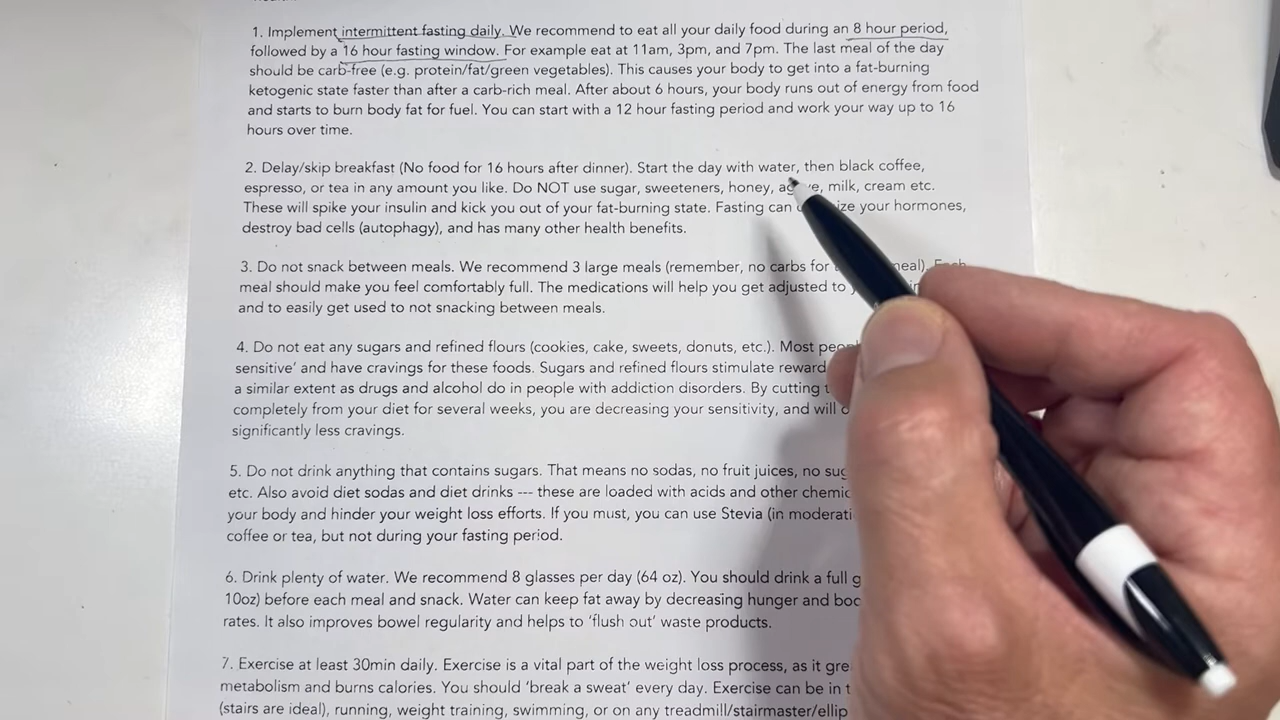 1. Implement intermittent fasting daily. We recommend to eat all your daily food during an 8 hour period,
followed by a 16 hour fasting window. For example eat at 11am, 3pm, and 7pm. The last meal of the day
should be carb-free (e.g. protein/fat/green vegetables). This causes your body to get into a fat-burning
ketogenic state faster than after a carb-rich meal. After about 6 hours, your body runs out of energy from food
and starts to burn body fat for fuel. You can start with a 12 hour fasting period and work your way up to 16
hours over time.
2. Delay/skip breakfast (No food for 16 hours after dinner). Start the day with water, then black coffee,
espresso, or tea in any amount you like. Do NOT use sugar, sweeteners, honey, milk, cream etc.
These will spike your insulin and kick you out of your fat-burning state. Fasting can your hormones,
destroy bad cells (autophagy), and has many other health benefits.
3. Do not snack between meals. We recommend 3 large meals (remember, no carbs for meal). Each
meal should make you feel comfortably full. The medications will help you get adjusted to
and to easily get used to not snacking between meals.
4. Do not eat any sugars and refined flours (cookies, cake, sweets, donuts, etc.). Most
sensitive' and have cravings for these foods. Sugars and refined flours stimulate reward
a similar extent as drugs and alcohol do in people with addiction disorders. By cutting
completely from your diet for several weeks, you are decreasing your sensitivity, and will
significantly less cravings.
5. Do not drink anything that contains sugars. That means no sodas, no fruit juices, no
etc. Also avoid diet sodas and diet drinks --- these are loaded with acids and other
your body and hinder your weight loss efforts. If you must, you can use Stevia (in
coffee or tea, but not during your fasting period.
6. Drink plenty of water. We recommend 8 glasses per day (64 oz). You should drink a full
10oz) before each meal and snack. Water can keep fat away by decreasing hunger and
rates. It also improves bowel regularity and helps to 'flush out' waste products.
7. Exercise at least 30min daily. Exercise is a vital part of the weight loss process, as it
metabolism and burns calories. You should 'break a sweat' every day. Exercise can be in
(stairs are ideal), running, weight training, swimming, or on any treadmill/stairmaster/